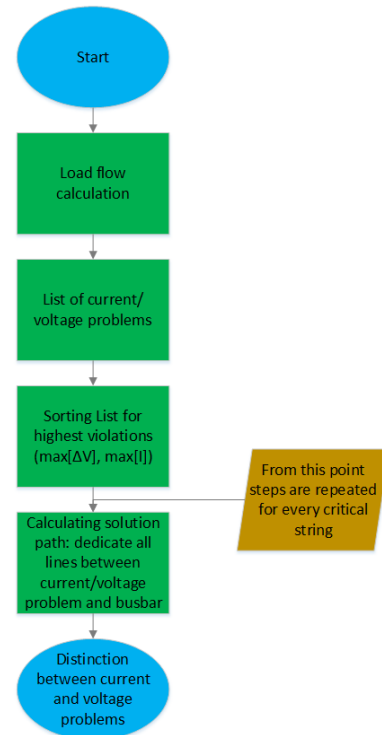 Start
Load flow
calculation
List of current/
voltage problems
Sorting List for
highest violations
(max[ΔV], max[I])
From this point
steps are repeated
for every critical
string
Calculating solution
path: dedicate all
lines between
current/voltage
problem and busbar
Distinction
between current
and voltage
problems